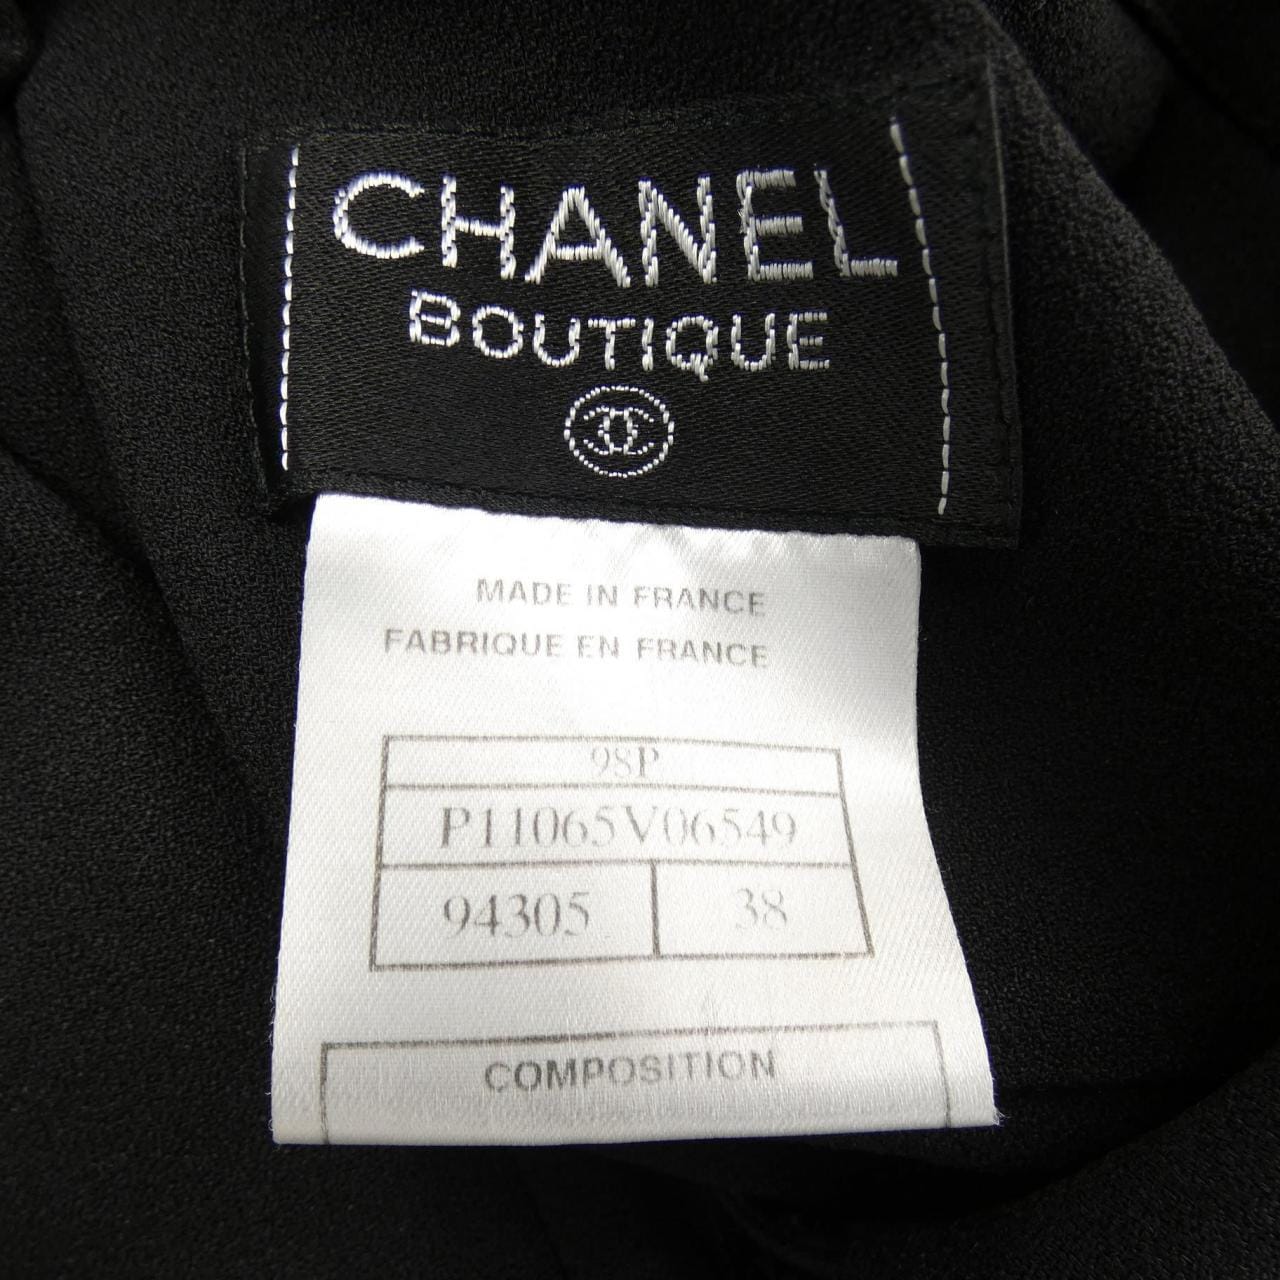 CHANEL
BOUTIQUE
MADE IN FRANCE
FABRIQUE EN FRANCE
98P
P11065V06549
94305 38
COMPOSITION